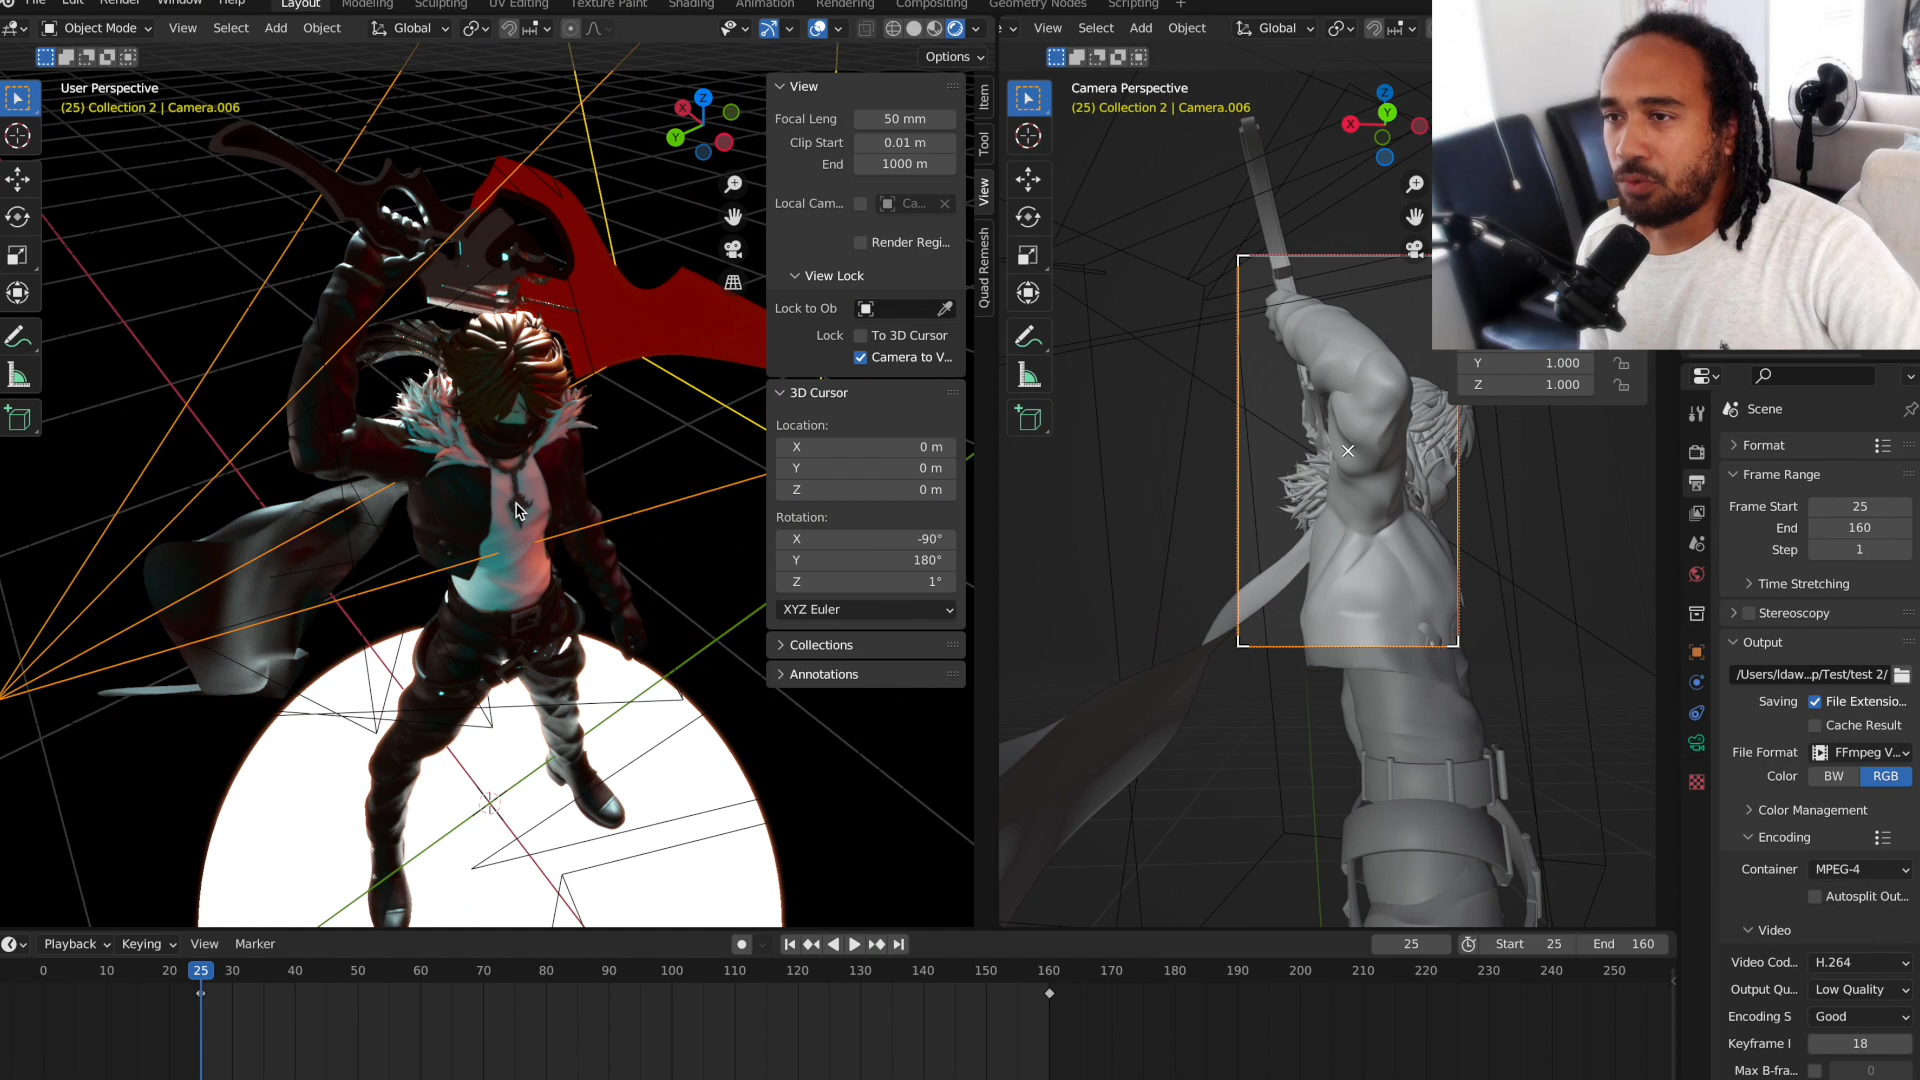 File Edit Render Window Help Layout Modeling Sculpting UV Editing Texture Paint Shading Animation Rendering Compositing Geometry Nodes Scripting +
Object Mode View Select Add Object Global
View Select Add Object Global
Options
User Perspective
(25) Collection 2 | Camera.006
Camera Perspective
(25) Collection 2 | Camera.006
X
Y
Z
X
Y
Z
View
Focal Leng 50 mm
Clip Start 0.01 m
End 1000 m
Local Cam... Ca...
Render Regi...
View Lock
Lock to Ob
Lock To 3D Cursor
Camera to V...
3D Cursor
Location:
X 0 m
Y 0 m
Z 0 m
Rotation:
X -90°
Y 180°
Z 1°
XYZ Euler
Collections
Annotations
Item
Tool
View
Quad Remesh
Y 1.000
Z 1.000
Scene
Format
Frame Range
Frame Start 25
End 160
Step 1
Time Stretching
Stereoscopy
Output
/Users/ldaw...p/Test/test 2/
Saving File Extensio...
Cache Result
File Format FFmpeg V...
Color BW RGB
Color Management
Encoding
Container MPEG-4
Autosplit Out...
Video
Video Cod... H.264
Output Qu... Low Quality
Encoding S Good
Keyframe I 18
Max B-fra... 0
Playback Keying View Marker
25 Start 25 End 160
0 10 20 25 30 40 50 60 70 80 90 100 110 120 130 140 150 160 170 180 190 200 210 220 230 240 250